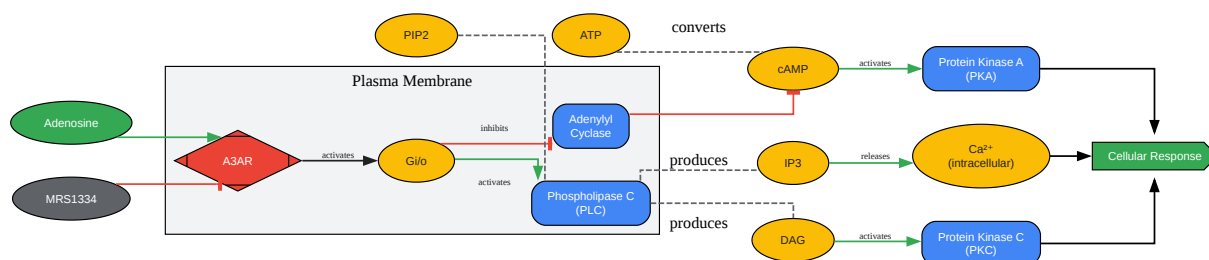 PIP2
ATP
converts
Plasma Membrane
cAMP
activates
Protein Kinase A
(PKA)
Adenosine
Adenylyl
Cyclase
inhibits
A3AR
activates
Gi/o
produces
IP3
releases
Ca²⁺
(intracellular)
Cellular Response
activates
MRS1334
Phospholipase C
(PLC)
produces
DAG
activates
Protein Kinase C
(PKC)